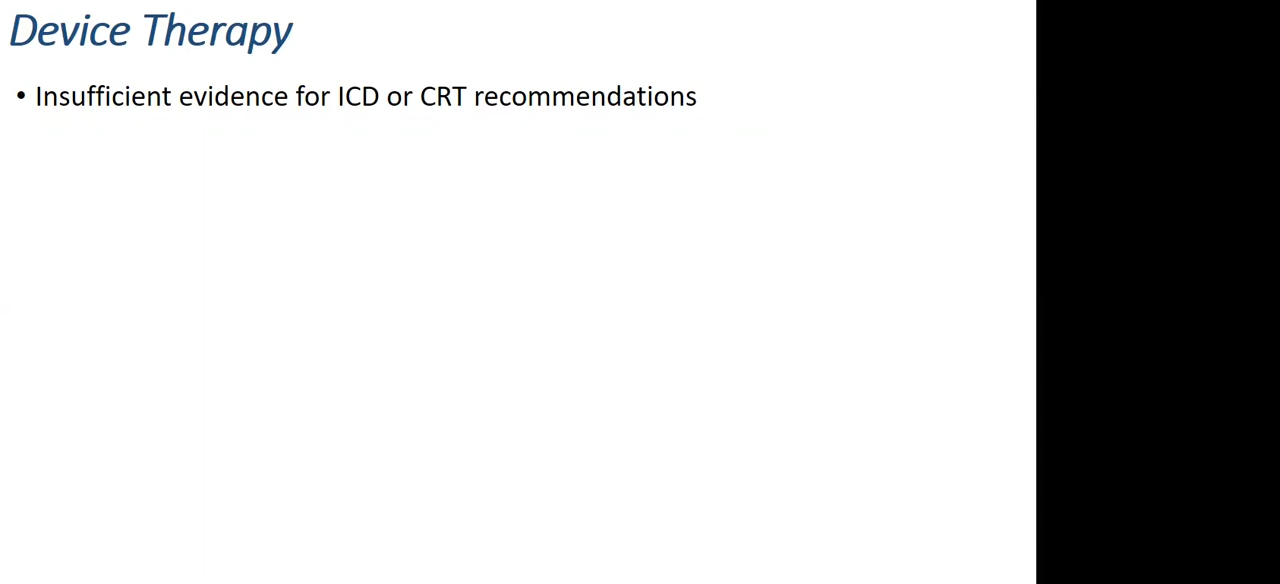 Device Therapy
• Insufficient evidence for ICD or CRT recommendations